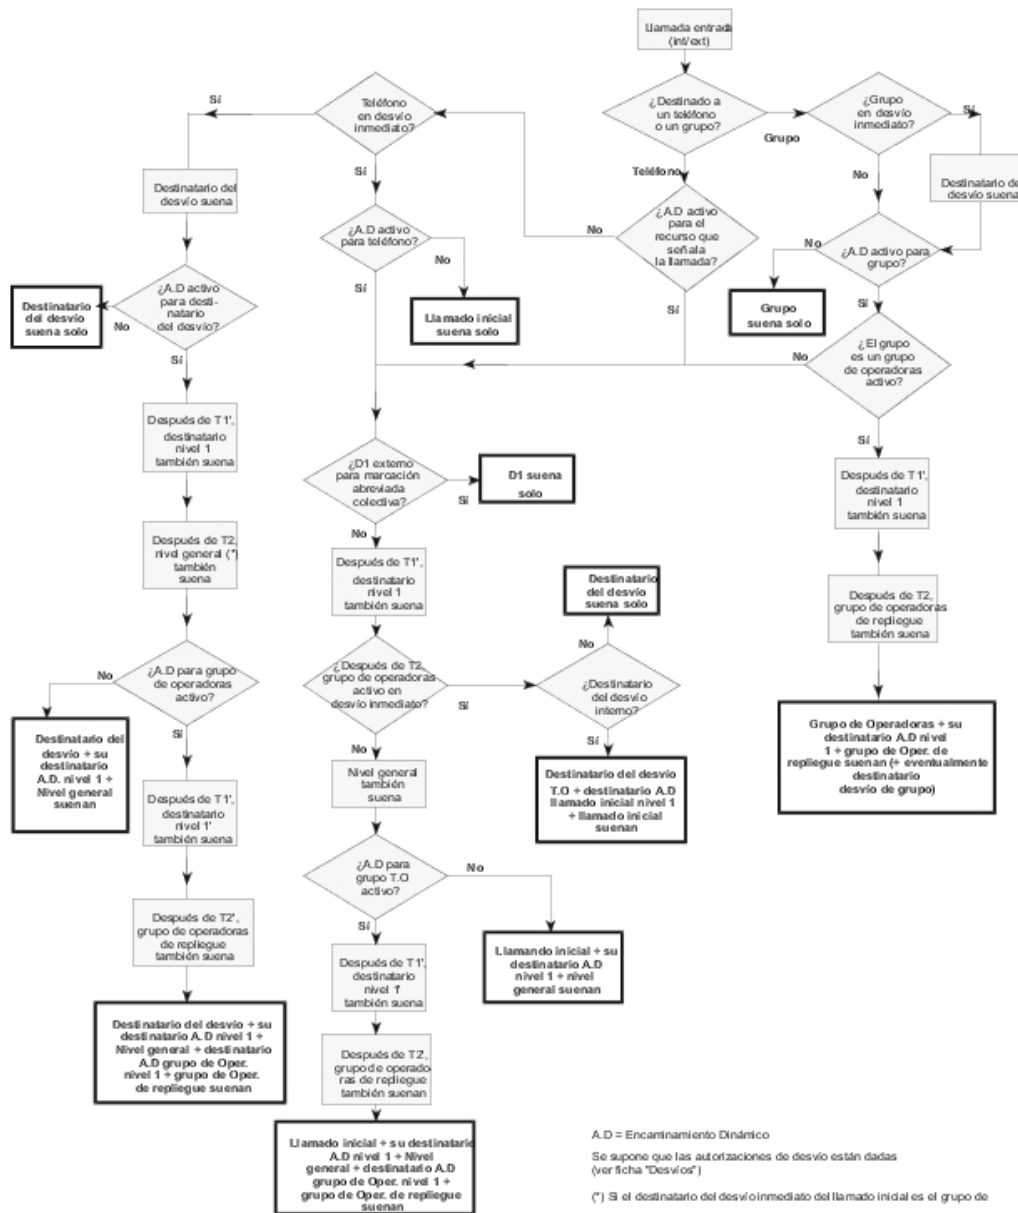 Llamada entrada
(int/ext)
¿Destinado a
un teléfono
o un grupo?
Grupo
Teléfono
¿Grupo
en desvío
inmediato?
Sí
No
Destinatario de
desvío suena
Teléfono
en desvío
inmediato?
Sí
Sí
Destinatario del
desvío suena
¿A.D activo
para teléfono?
No
Sí
¿A.D activo
para el
recurso que
señala
la llamada?
No
Sí
¿A.D activo para
grupo?
No
Sí
¿A.D activo
para desti-
natario
del desvío?
No
Sí
Destinatario
del desvío
suena solo
Llamado inicial
suena solo
Grupo
suena solo
¿El grupo
es un grupo
de operadoras
activo?
No
Sí
Después de T1',
destinatario
nivel 1
también suena
¿D1 externo
para marcación
abreviada
colectiva?
Sí
No
D1 suena
solo
Después de T1',
destinatario
nivel 1
también suena
Después de T2,
nivel general (*)
también
suena
Después de T1',
destinatario
nivel 1
también suena
Destinatario
del desvío
suena solo
Después de T2,
grupo de operadoras
de repliegue
también suena
¿A.D para grupo
de operadoras
activo?
No
Sí
¿Después de T2,
grupo de operadoras
activo en
desvío inmediato?
Sí
No
¿Destinatario
del desvío
interno?
No
Sí
Destinatario del
desvío + su
destinatario
A.D. nivel 1 +
Nivel general
suenan
Grupo de Operadoras + su
destinatario A.D nivel
1 + grupo de Oper. de
repliegue suenan (+ eventualmente
destinatario
desvío de grupo)
Nivel general
también
suena
Destinatario del desvío
T.O + destinatario A.D
llamado inicial nivel 1
+ llamado inicial
suenan
Después de T1',
destinatario
nivel 1'
también suena
¿A.D para
grupo T.O
activo?
No
Sí
Después de T2',
grupo de operadoras
de repliegue
también suena
Llamando inicial + su
destinatario A.D
nivel 1 + nivel
general suenan
Después de T1',
destinatario
nivel 1'
también suena
Destinatario del desvío + su
destinatario A.D nivel 1 +
Nivel general + destinatario
A.D grupo de Oper.
nivel 1 + grupo de Oper.
de repliegue suenan
Después de T2',
grupo de operado-
ras de repliegue
también suenan
Llamado inicial + su destinatario
A.D nivel 1 + Nivel
general + destinatario A.D
grupo de Oper. nivel 1 +
grupo de Oper. de repliegue
suenan
A.D = Encaminamiento Dinámico
Se supone que las autorizaciones de desvío están dadas
(ver ficha "Desvíos")
(*) Si el destinatario del desvío inmediato del llamado inicial es el grupo de